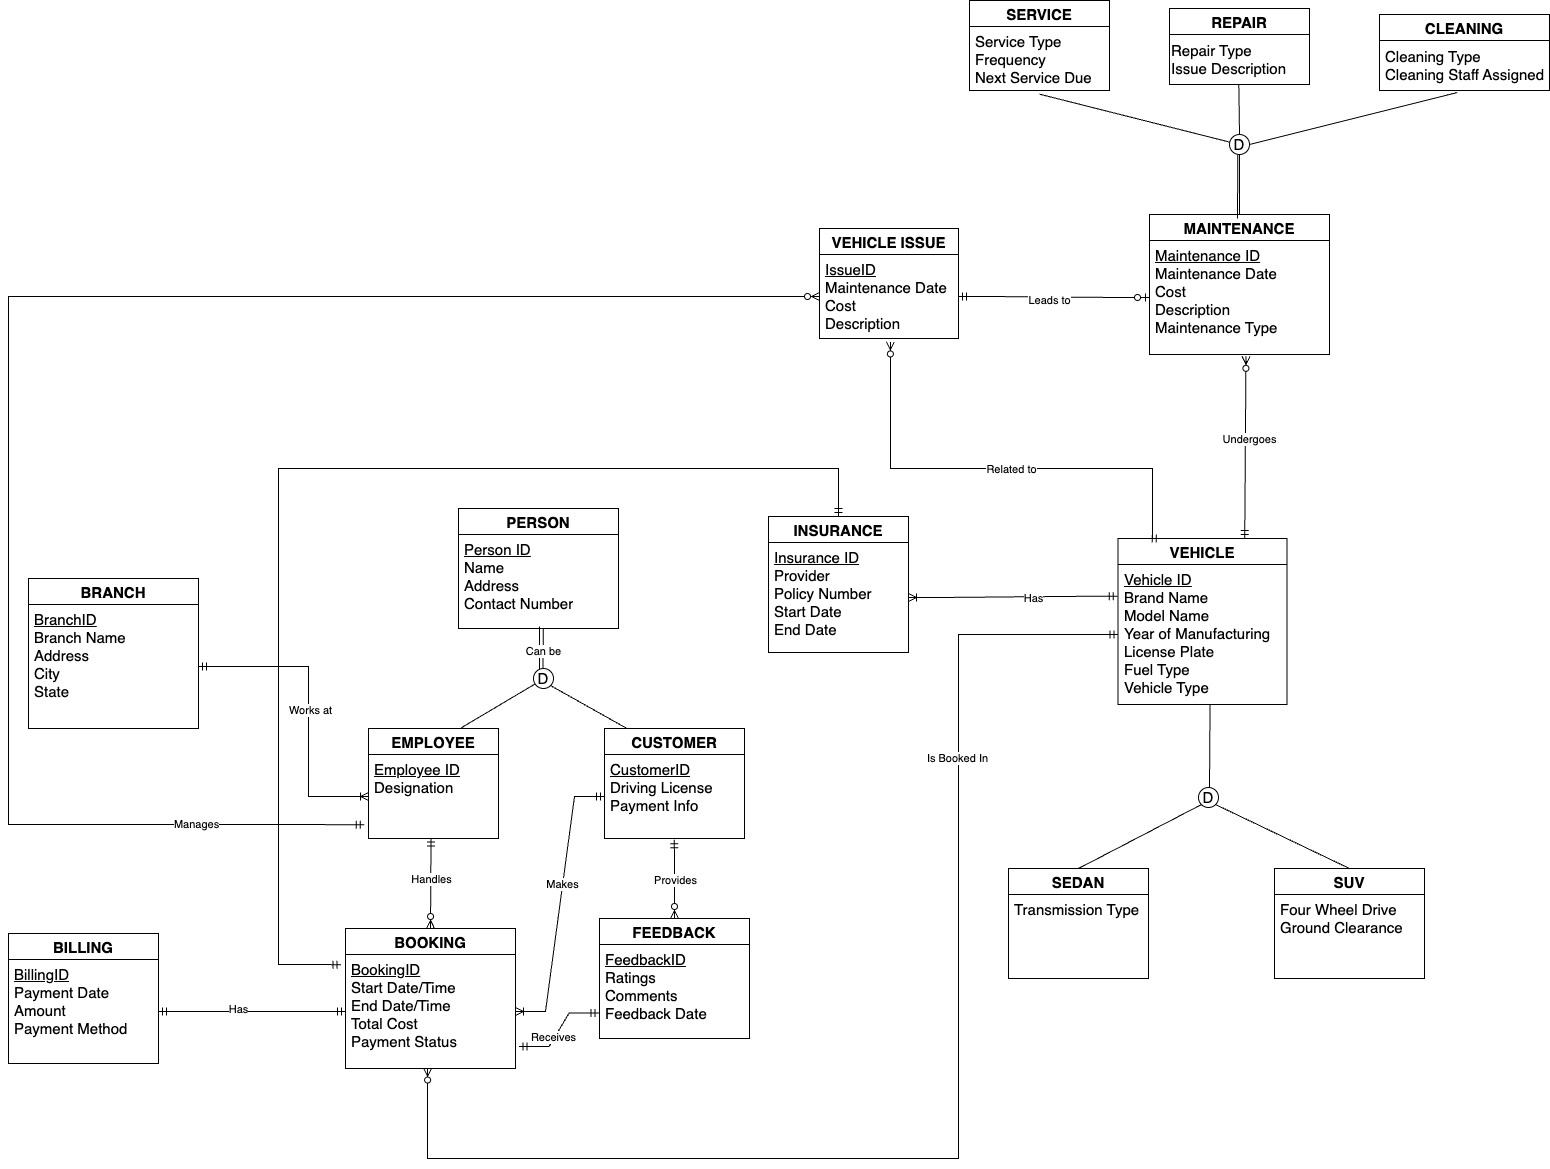 SERVICE
Service Type
Frequency
Next Service Due
REPAIR
Repair Type
Issue Description
CLEANING
Cleaning Type
Cleaning Staff Assigned
D
VEHICLE ISSUE
IssueID
Maintenance Date
Cost
Description
Leads to
MAINTENANCE
Maintenance ID
Maintenance Date
Cost
Description
Maintenance Type
Undergoes
Related to
PERSON
Person ID
Name
Address
Contact Number
Can be
D
INSURANCE
Insurance ID
Provider
Policy Number
Start Date
End Date
Has
VEHICLE
Vehicle ID
Brand Name
Model Name
Year of Manufacturing
License Plate
Fuel Type
Vehicle Type
BRANCH
BranchID
Branch Name
Address
City
State
Works at
EMPLOYEE
Employee ID
Designation
CUSTOMER
CustomerID
Driving License
Payment Info
Is Booked In
D
Manages
Handles
Makes
Provides
SEDAN
Transmission Type
SUV
Four Wheel Drive
Ground Clearance
BILLING
BillingID
Payment Date
Amount
Payment Method
Has
BOOKING
BookingID
Start Date/Time
End Date/Time
Total Cost
Payment Status
Receives
FEEDBACK
FeedbackID
Ratings
Comments
Feedback Date